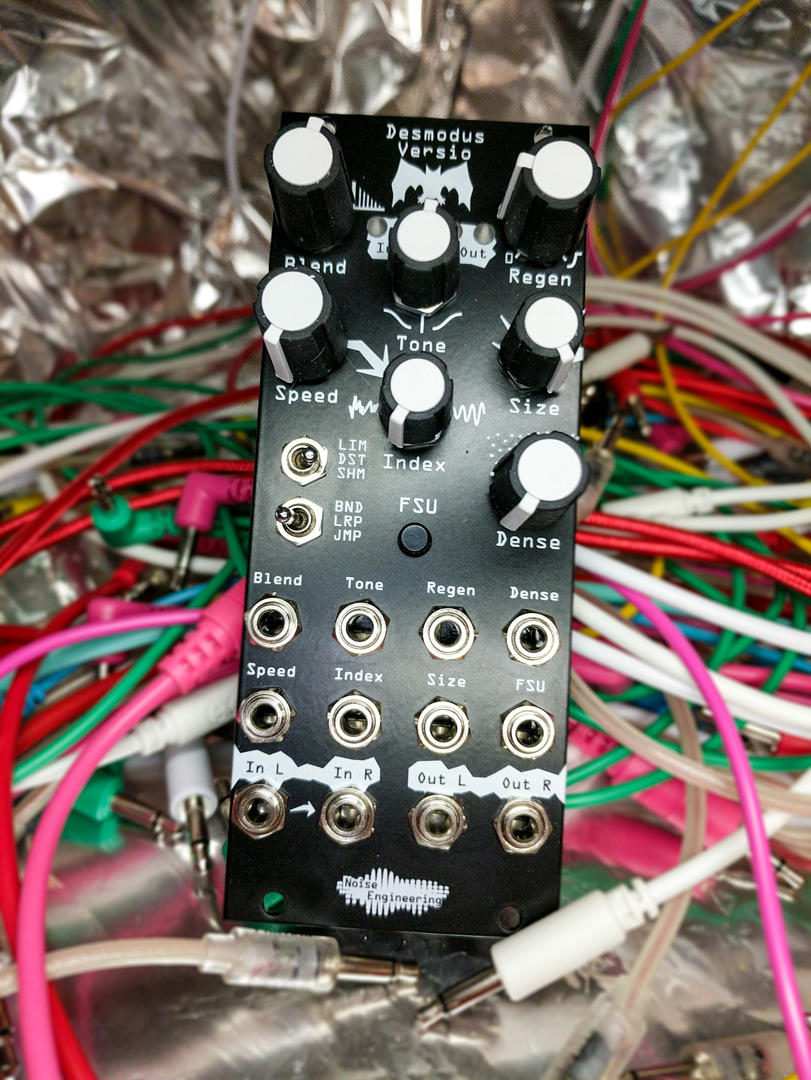 Desmodus
Versio
In Out
Blend
Regen
Tone
Speed
Size
Index
LIM
DST
SHM
BND
LRP
JMP
FSU
Dense
Blend Tone Regen Dense
Speed Index Size FSU
In L In R Out L Out R
Noise
Engineering